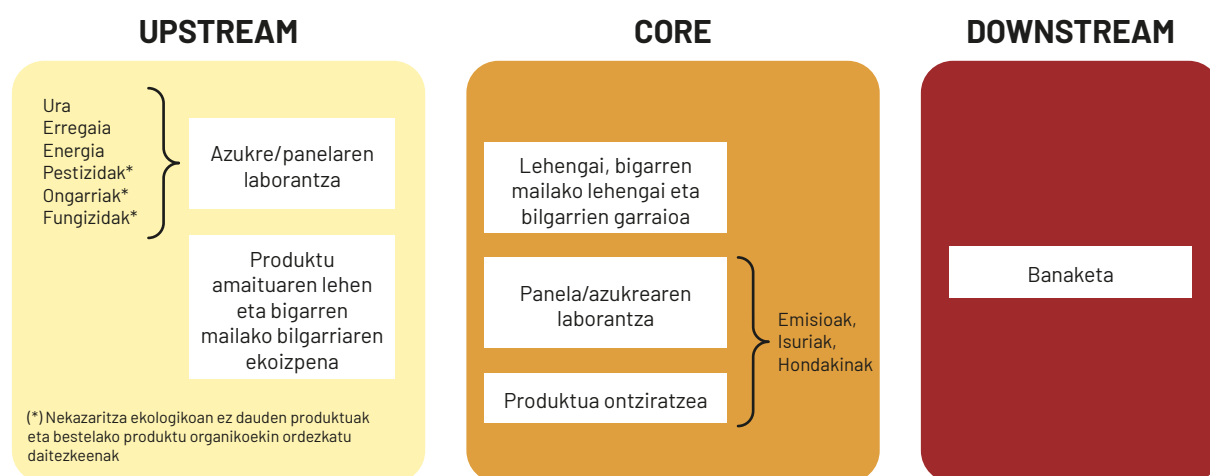 UPSTREAM
Ura
Erregaia
Energia
Pestizidak*
Ongarriak*
Fungizidak*
Azukre/panelaren
laborantza
Produktu
amaituaren lehen
eta bigarren
mailako bilgarriaren
ekoizpena
(*) Nekazaritza ekologikoan ez dauden produktuak
eta bestelako produktu organikoekin ordezkatu
daitezkeenak
CORE
Lehengai, bigarren
mailako lehengai eta
bilgarrien garraioa
Panela/azukrearen
laborantza
Produktua ontziratzea
Emisioak,
Isuriak,
Hondakinak
DOWNSTREAM
Banaketa